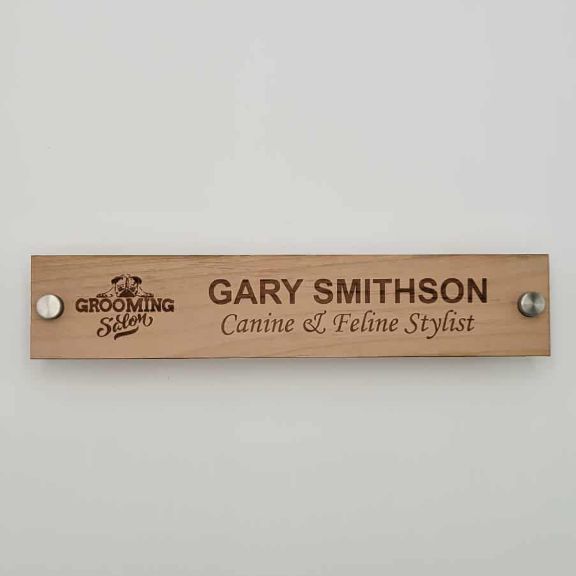 GROOMING
Salon
GARY SMITHSON
Canine & Feline Stylist